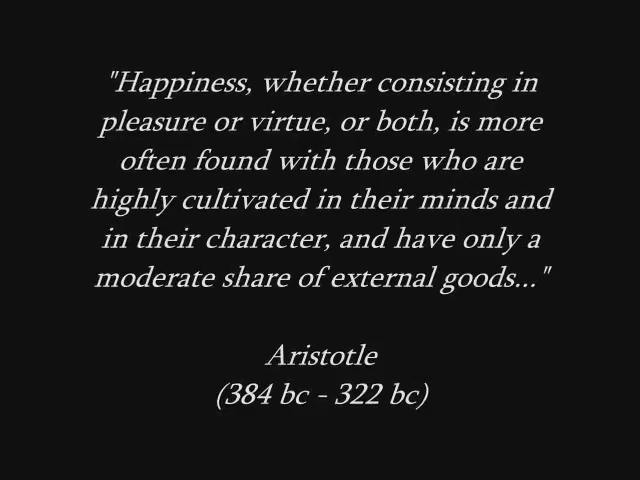 "Happiness, whether consisting in
pleasure or virtue, or both, is more
often found with those who are
highly cultivated in their minds and
in their character, and have only a
moderate share of external goods..."
Aristotle
(384 bc - 322 bc)